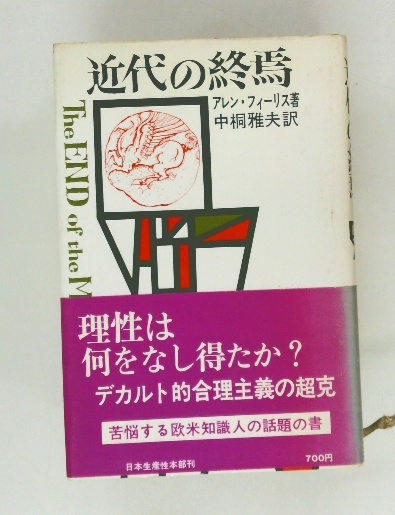 近代の終焉
アレン・フィーリス著
中桐雅夫訳
The END of the M
理性は
何をなし得たか?
デカルト的合理主義の超克
苦悩する欧米知識人の話題の書
日本生産性本部刊
700円